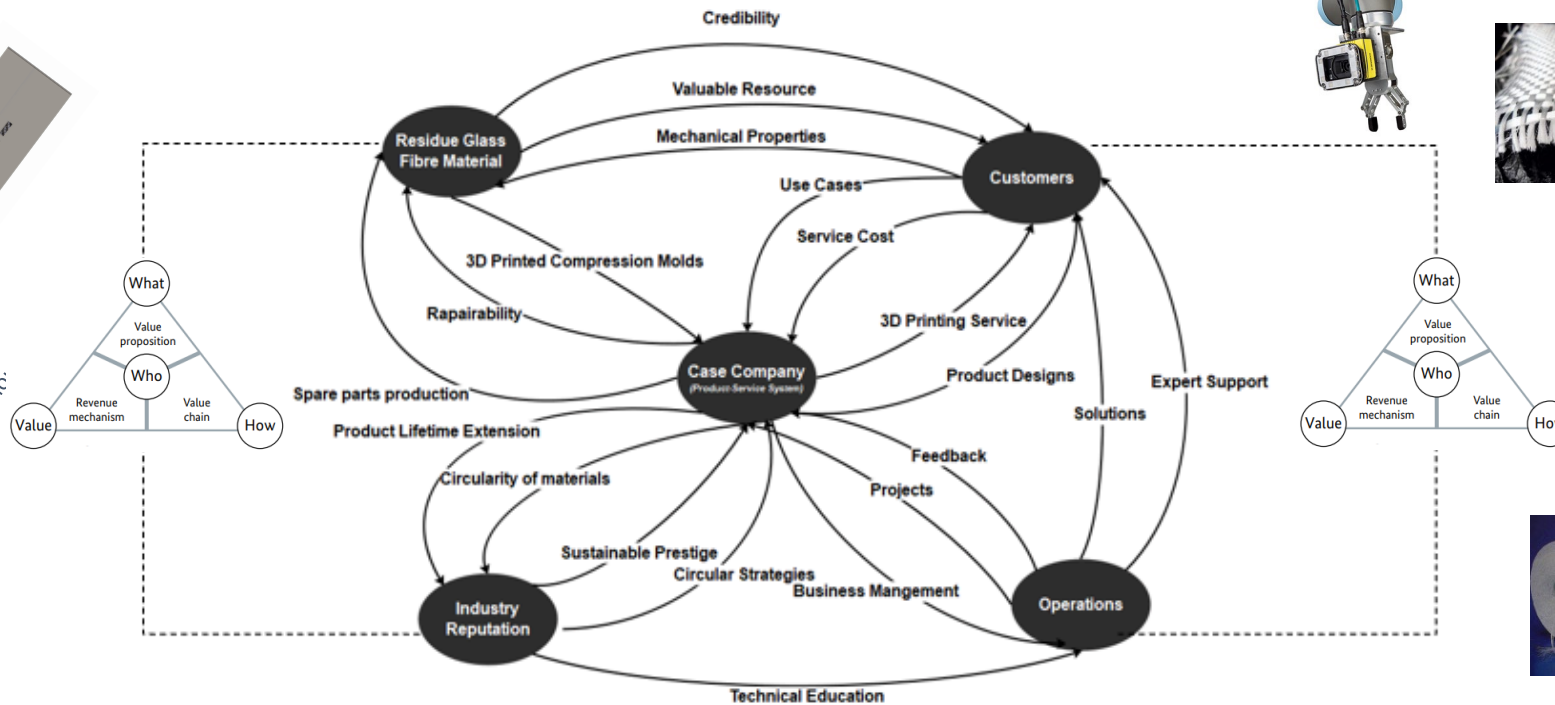 Credibility
Valuable Resource
Mechanical Properties
Residue Glass
Fibre Material
Customers
Use Cases
Service Cost
3D Printed Compression Molds
Rapairability
3D Printing Service
Case Company
(Product-Service System)
Product Designs
Expert Support
Spare parts production
Solutions
Product Lifetime Extension
Feedback
Circularity of materials
Projects
Sustainable Prestige
Circular Strategies
Business Mangement
Industry
Reputation
Operations
Technical Education
What
Value
proposition
Who
Revenue
mechanism
Value
chain
Value
How
What
Value
proposition
Who
Revenue
mechanism
Value
chain
Value